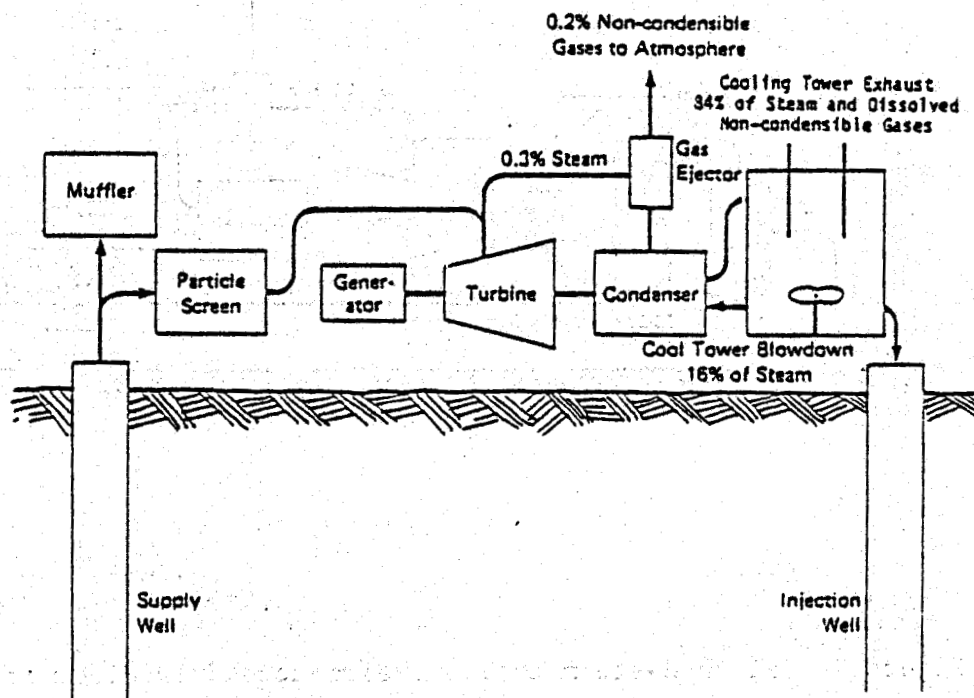 0.2% Non-condensible
Gases to Atmosphere
Cooling Tower Exhaust
84% of Steam and Dissolved
Non-condensible Gases
Muffler
0.3% Steam
Gas
Ejector
Particle
Screen
Gener-
ator
Turbine
Condenser
Cool Tower Blowdown
16% of Steam
Supply
Well
Injection
Well